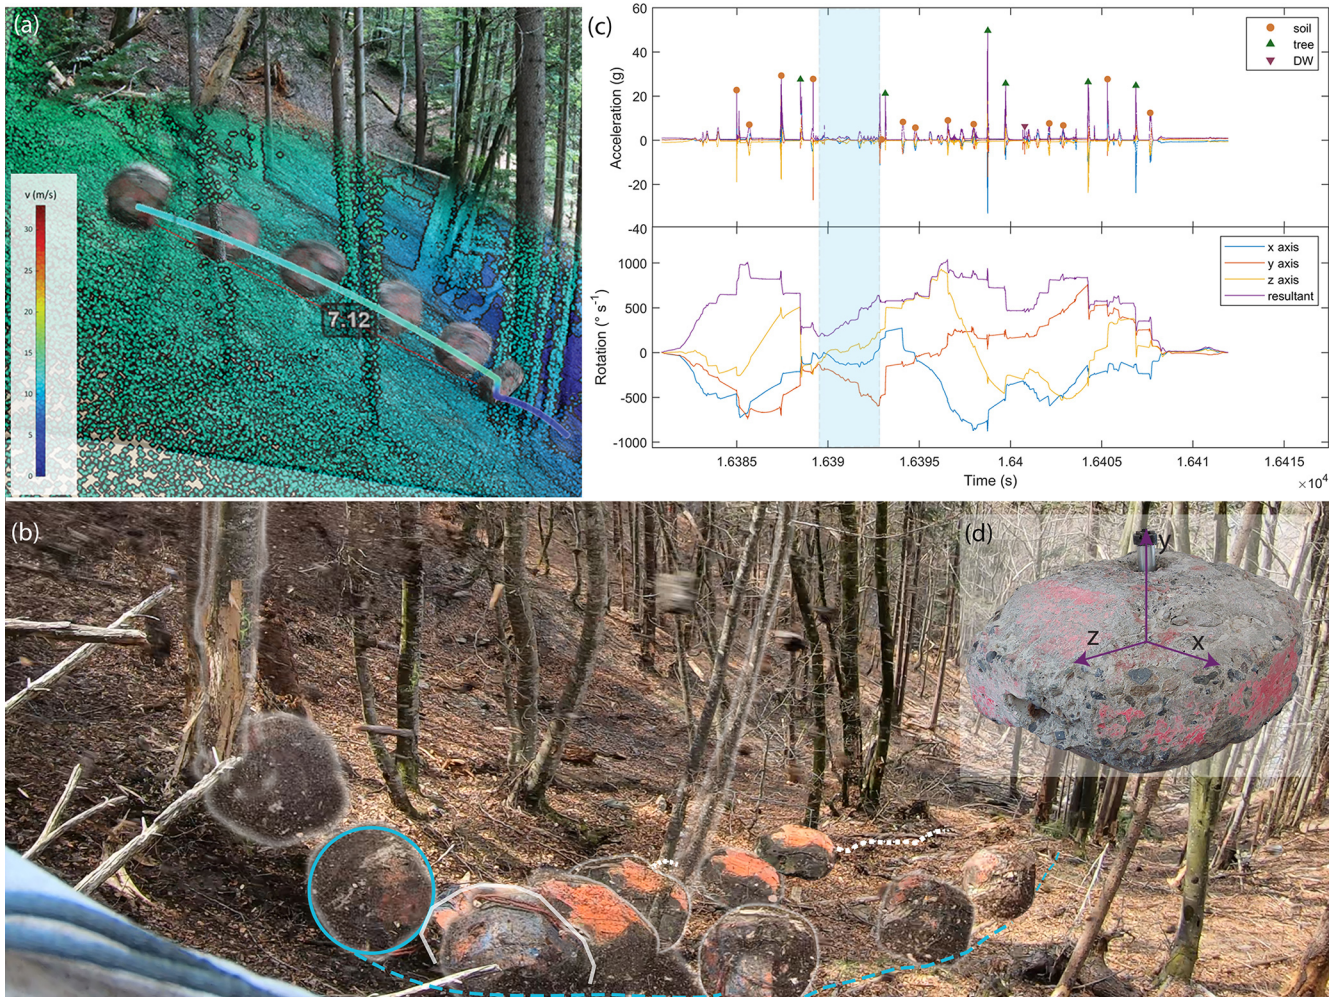 (a)
ν (m/s)
30
25
20
15
10
5
0
7.12
(c)
60
40
20
0
-20
-40
Acceleration (g)
soil
tree
DW
1000
500
0
-500
-1000
Rotation (° s⁻¹)
x axis
y axis
z axis
resultant
1.6385
1.639
1.6395
1.64
1.6405
1.641
1.6415
Time (s)
×10⁴
(b)
(d)
y
z
x